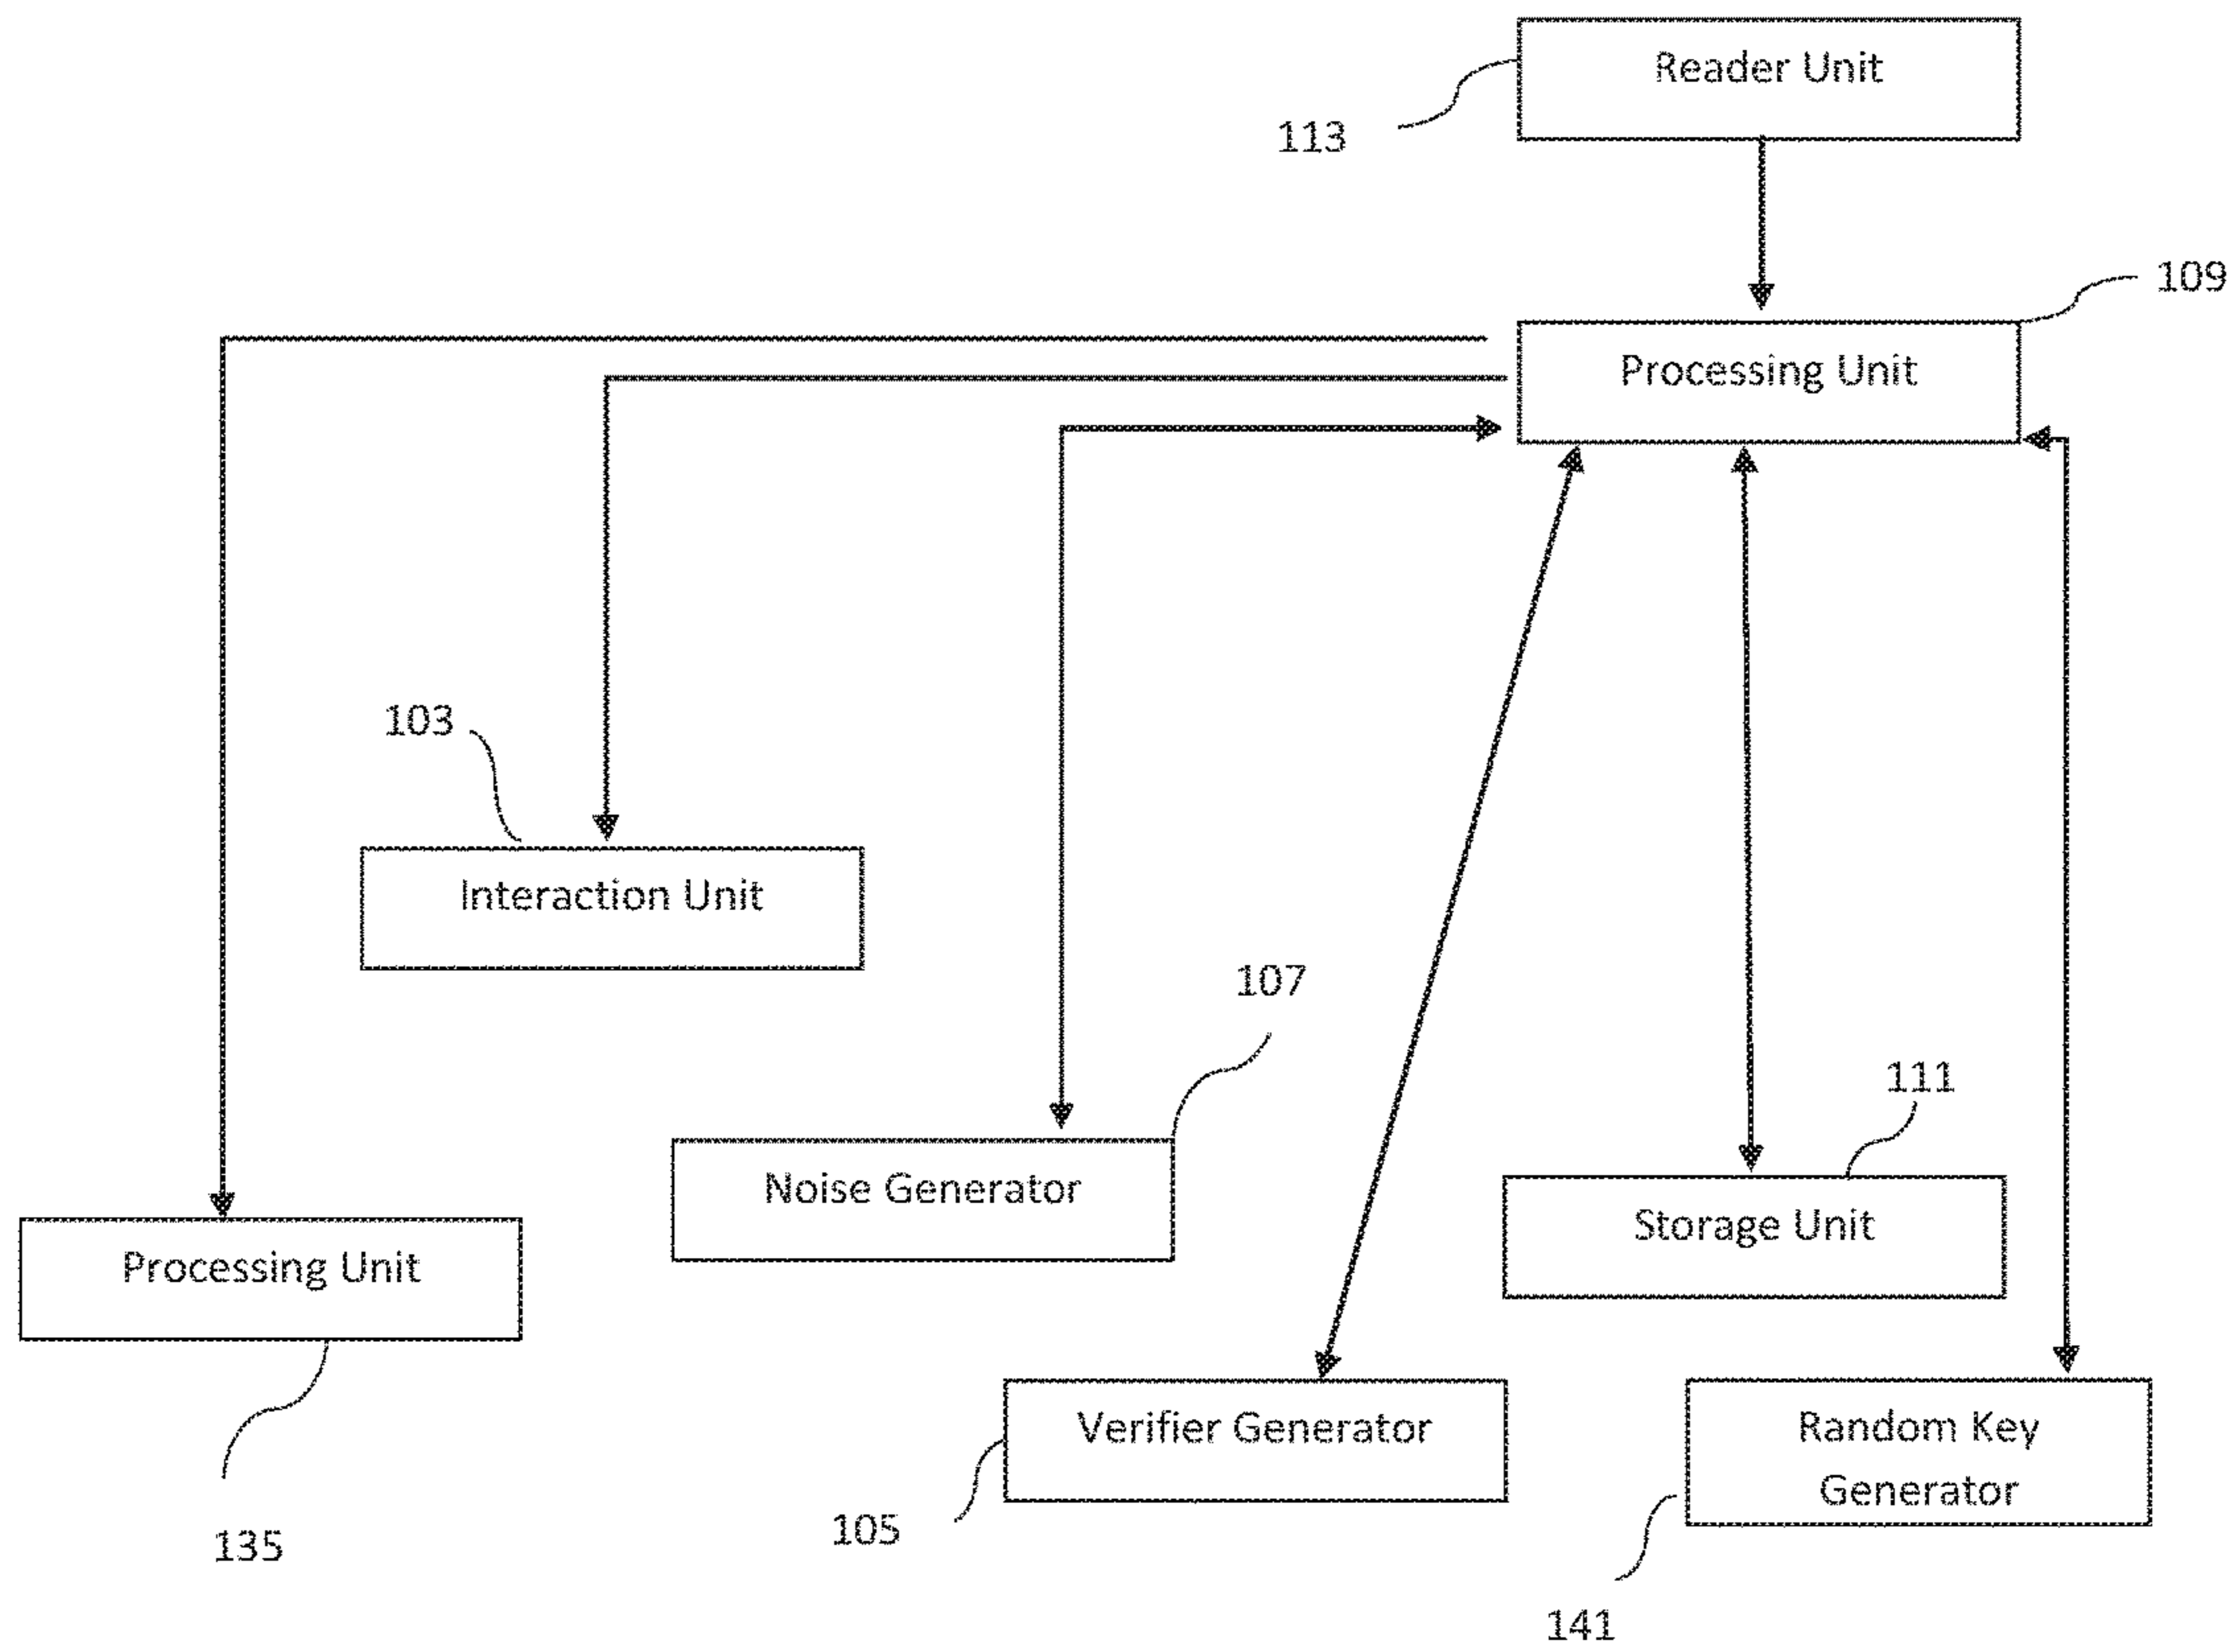 Reader Unit
113
109
Processing Unit
103
Interaction Unit
107
111
Noise Generator
Storage Unit
Processing Unit
Verifier Generator
Random Key
Generator
105
135
141